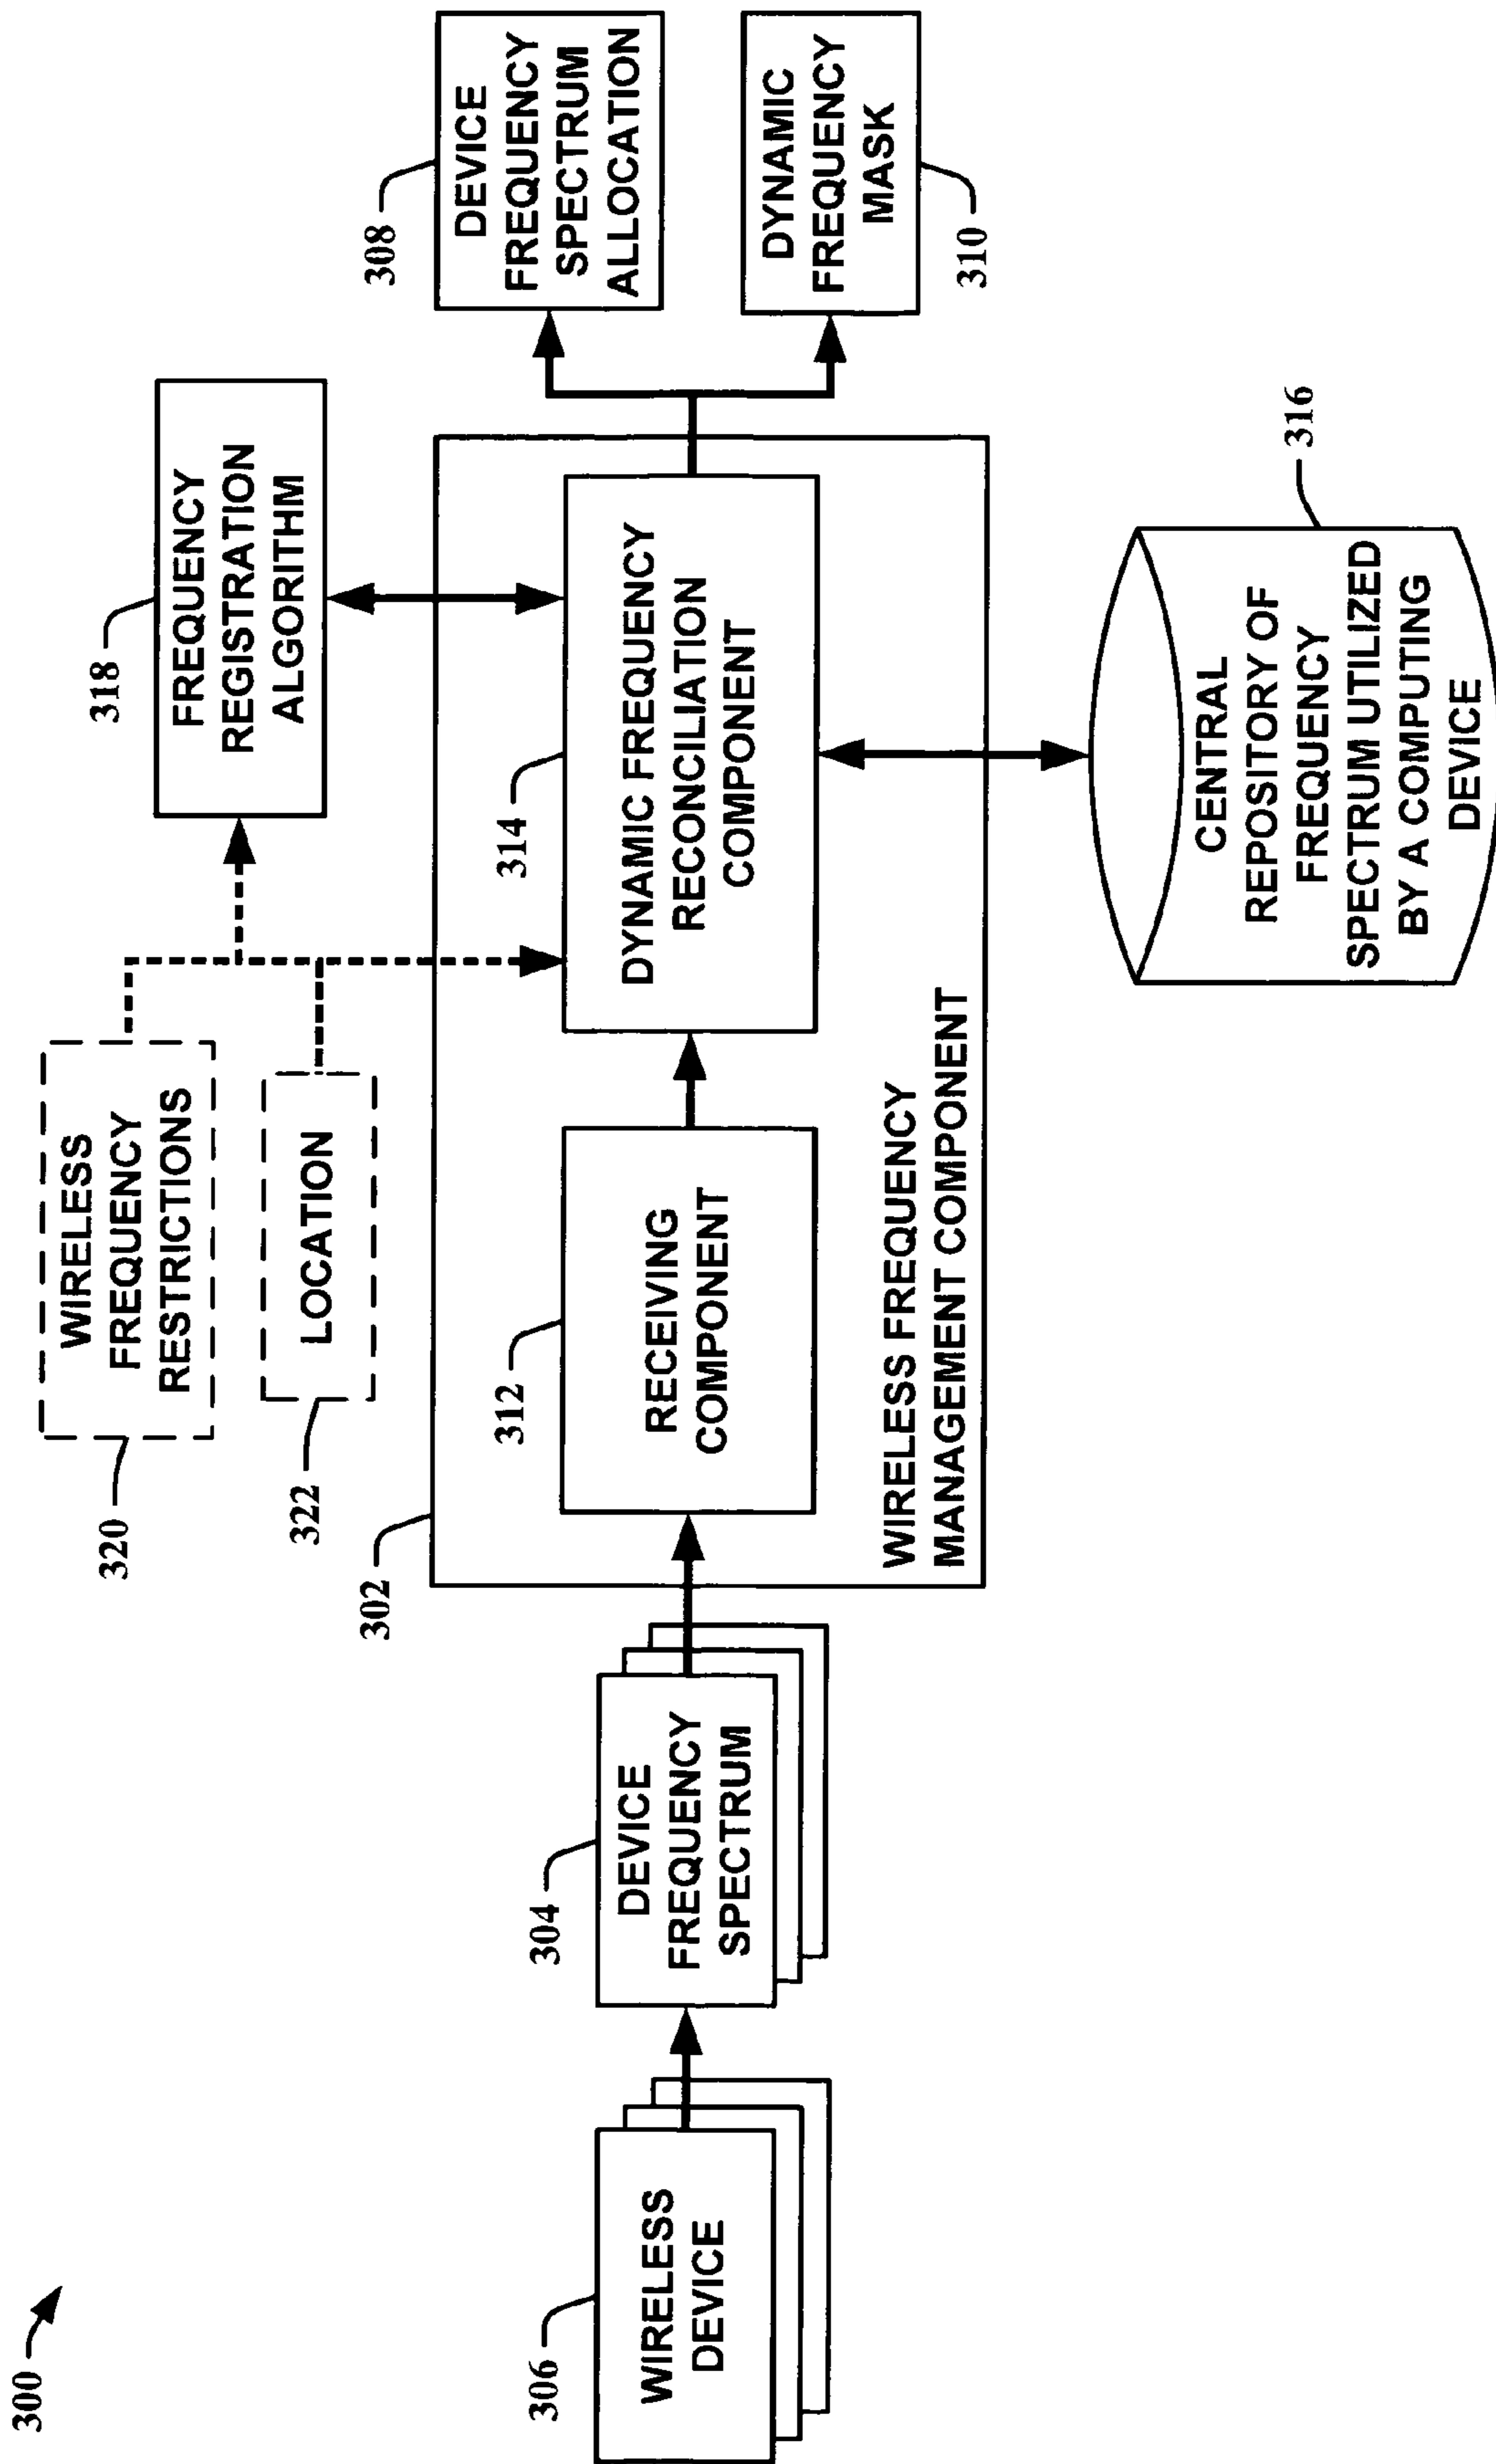 300
320
WIRELESS
FREQUENCY
RESTRICTIONS
322
LOCATION
318
FREQUENCY
REGISTRATION
ALGORITHM
308
DEVICE
FREQUENCY
SPECTRUM
ALLOCATION
306
WIRELESS
DEVICE
304
DEVICE
FREQUENCY
SPECTRUM
302
312
RECEIVING
COMPONENT
314
DYNAMIC FREQUENCY
RECONCILIATION
COMPONENT
WIRELESS FREQUENCY
MANAGEMENT COMPONENT
DYNAMIC
FREQUENCY
MASK
310
316
CENTRAL
REPOSITORY OF
FREQUENCY
SPECTRUM UTILIZED
BY A COMPUTING
DEVICE